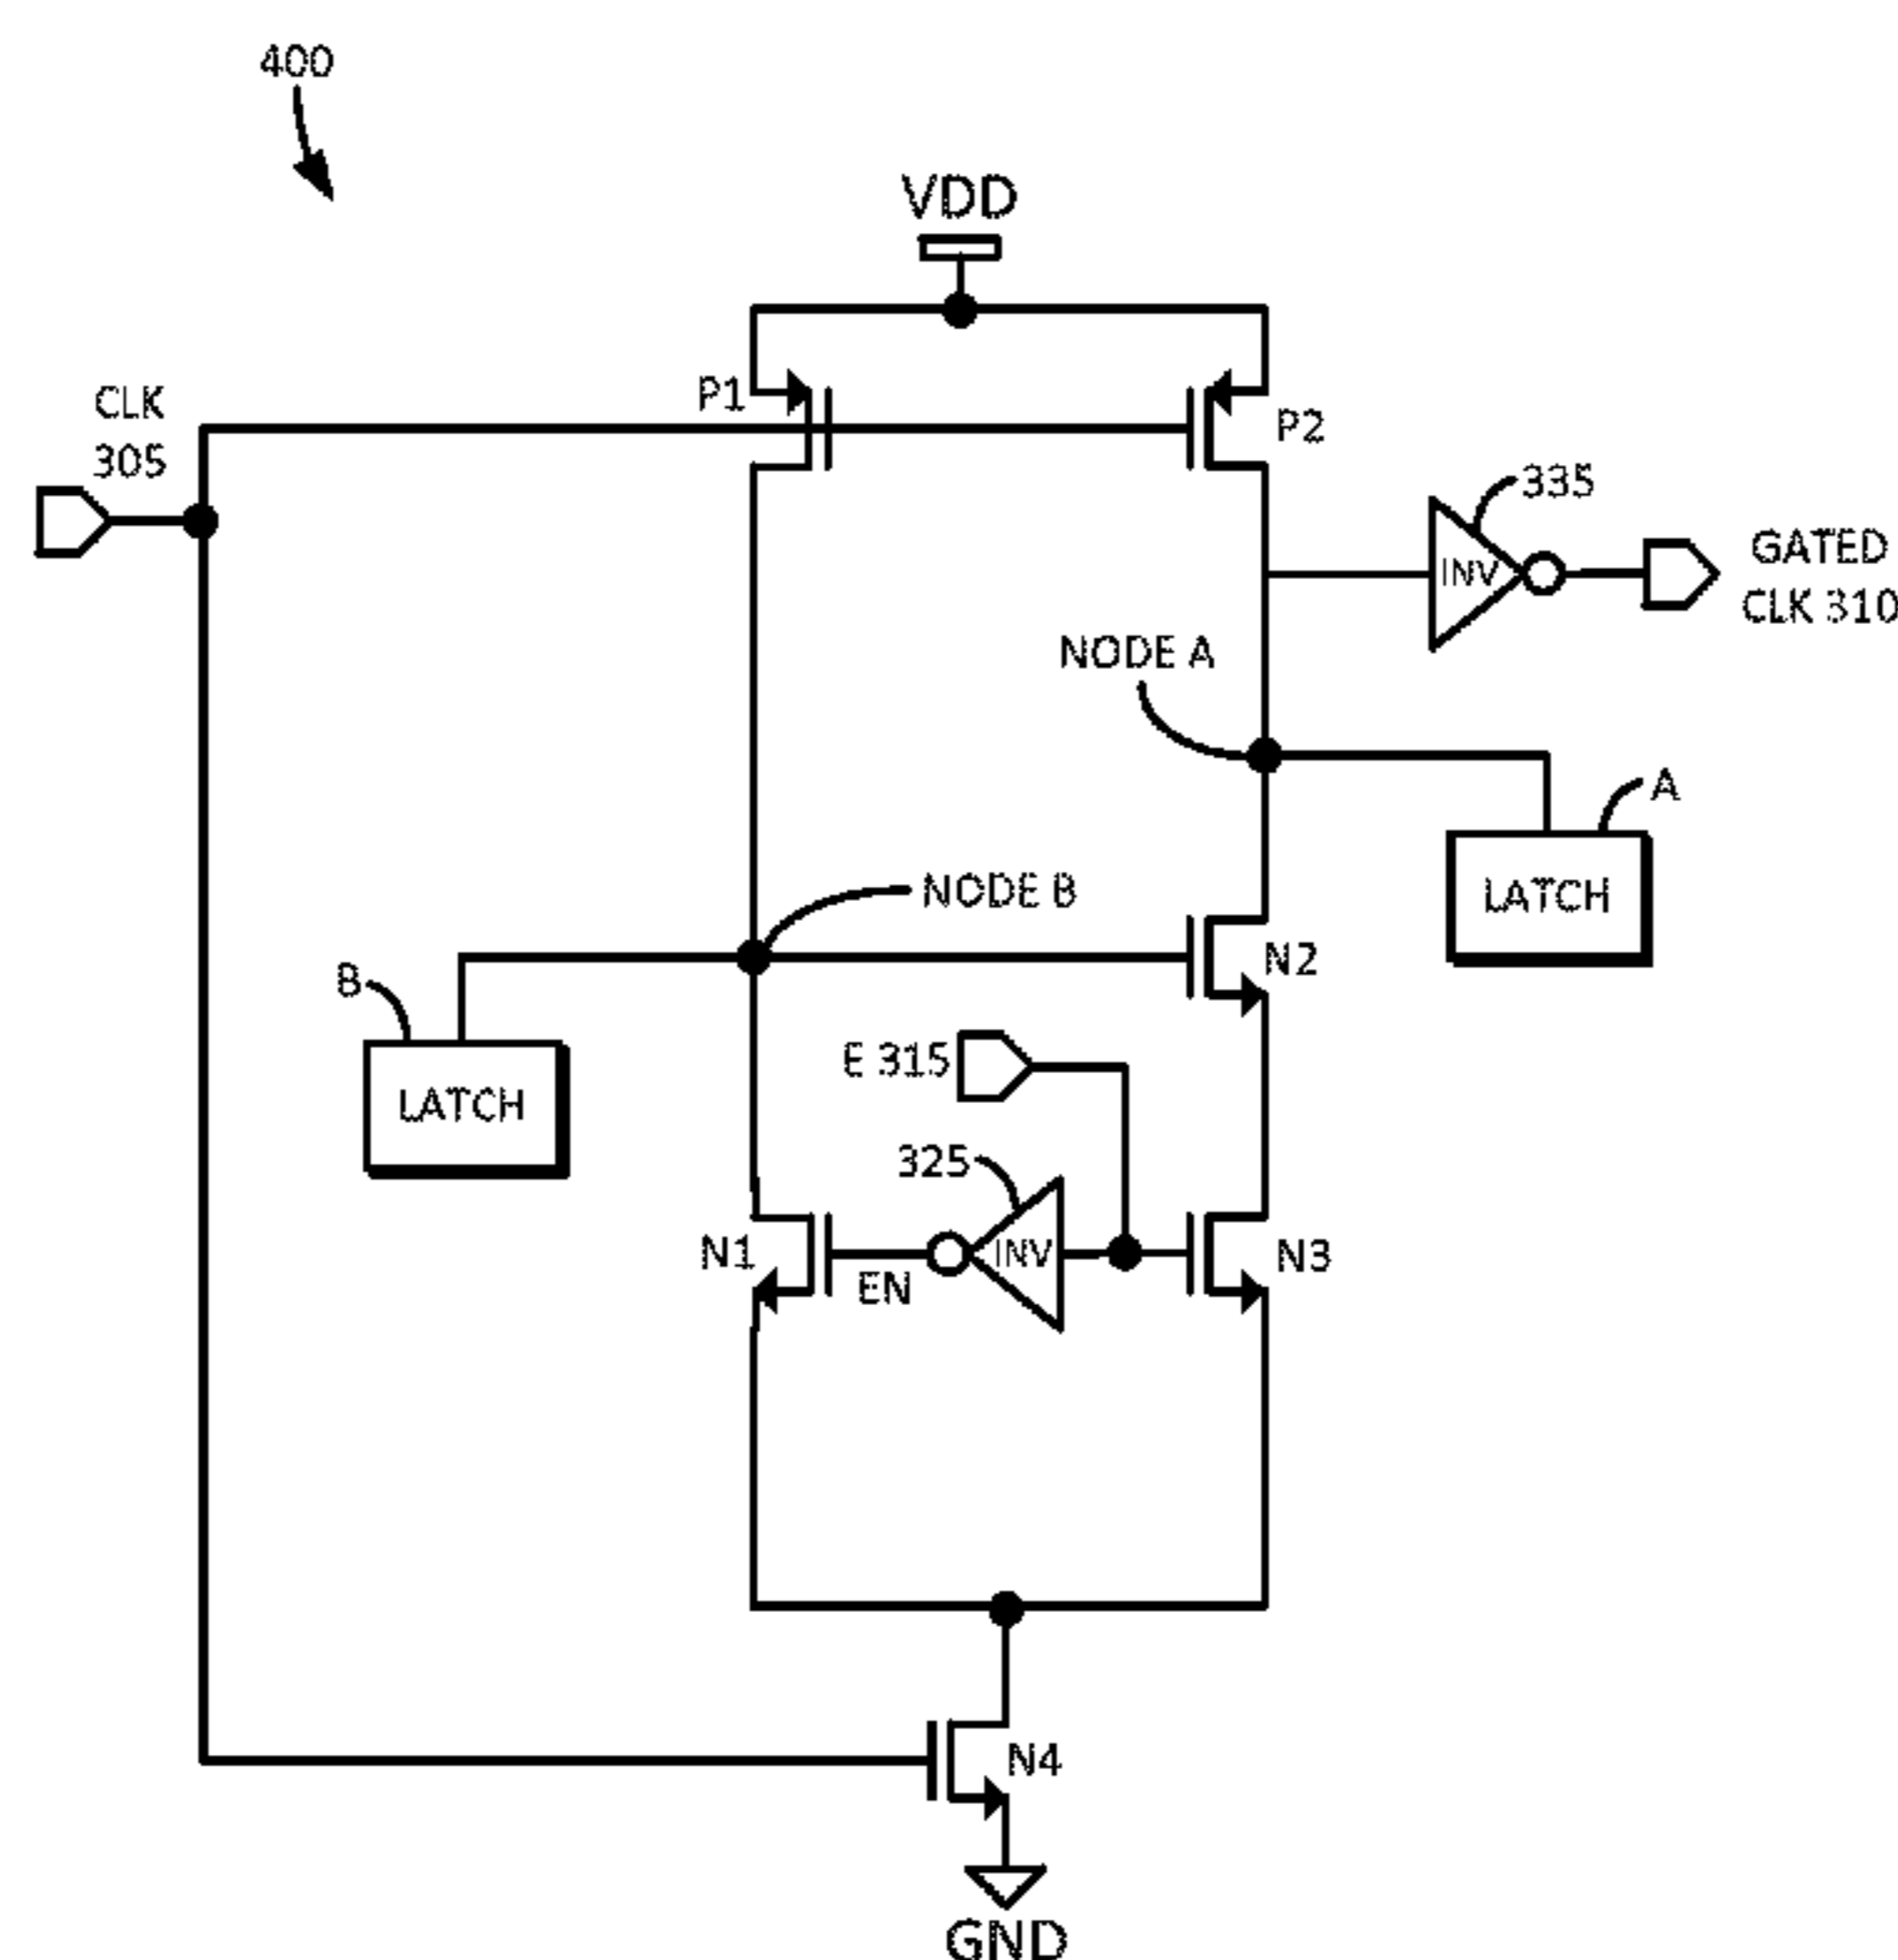 400
VDD
CLK
305
P1
P2
335
INV
GATED
CLK 310
NODE A
A
LATCH
NODE B
B
LATCH
N2
E 315
325
INV
N1
EN
N3
N4
GND